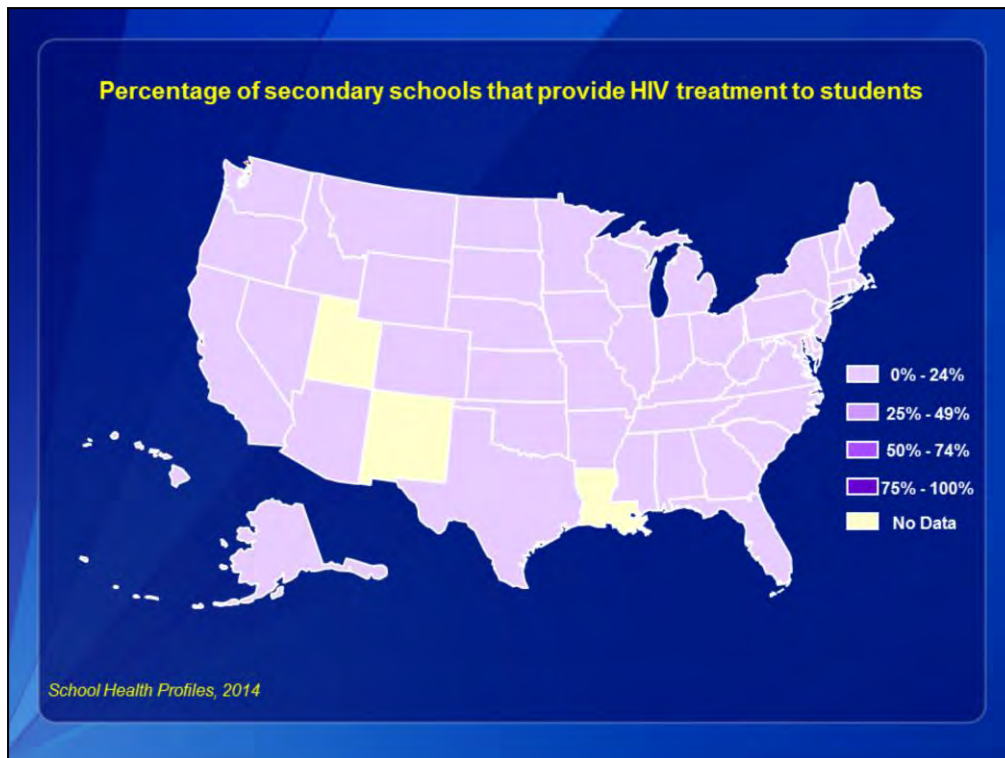 Percentage of secondary schools that provide HIV treatment to students
0% - 24%
25% - 49%
50% - 74%
75% - 100%
No Data
School Health Profiles, 2014